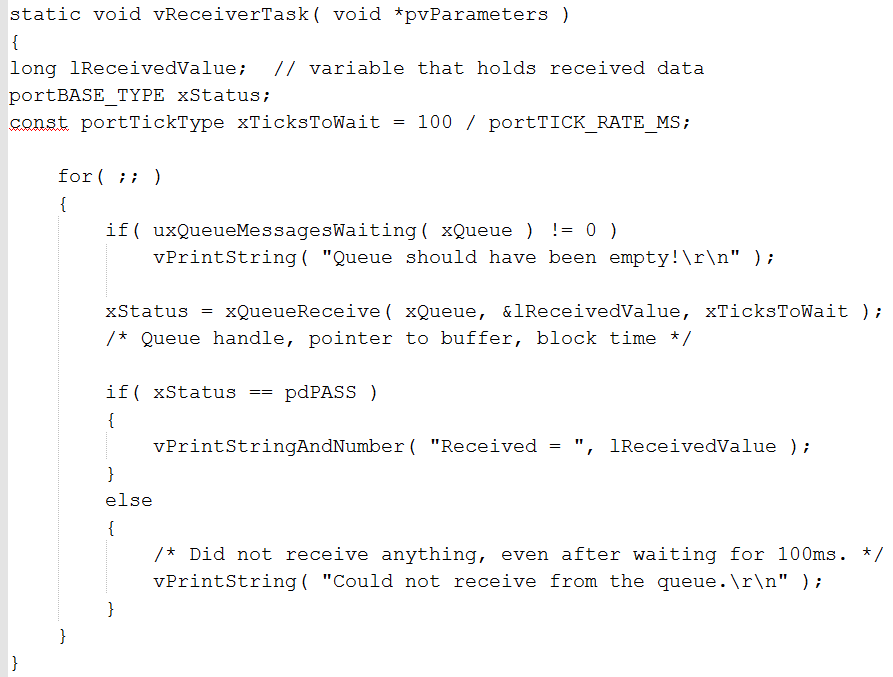 static void vReceiverTask( void *pvParameters )
{
long lReceivedValue;  // variable that holds received data
portBASE_TYPE xStatus;
const portTickType xTicksToWait = 100 / portTICK_RATE_MS;

    for( ;; )
    {
        if( uxQueueMessagesWaiting( xQueue ) != 0 )
            vPrintString( "Queue should have been empty!\r\n" );

        xStatus = xQueueReceive( xQueue, &lReceivedValue, xTicksToWait );
        /* Queue handle, pointer to buffer, block time */

        if( xStatus == pdPASS )
        {
            vPrintStringAndNumber( "Received = ", lReceivedValue );
        }
        else
        {
            /* Did not receive anything, even after waiting for 100ms. */
            vPrintString( "Could not receive from the queue.\r\n" );
        }
    }
}